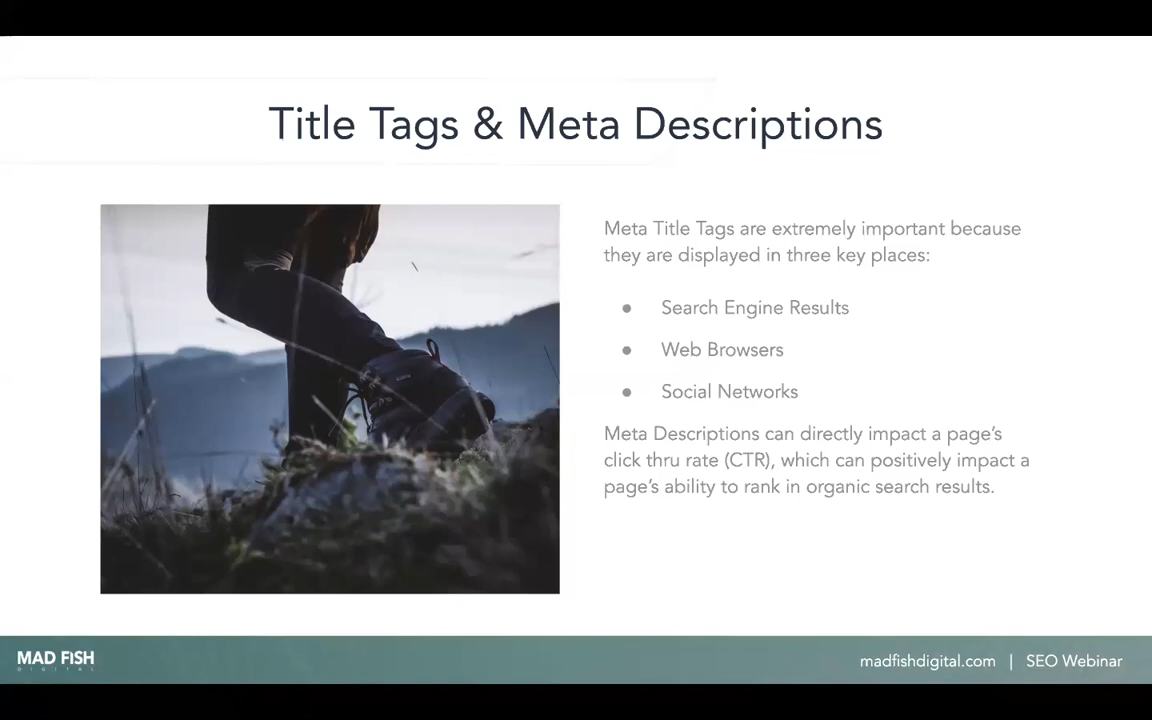 Title Tags & Meta Descriptions
Meta Title Tags are extremely important because
they are displayed in three key places:
● Search Engine Results
● Web Browsers
● Social Networks
Meta Descriptions can directly impact a page’s
click thru rate (CTR), which can positively impact a
page’s ability to rank in organic search results.
MAD FISH
DIGITAL
madfishdigital.com | SEO Webinar